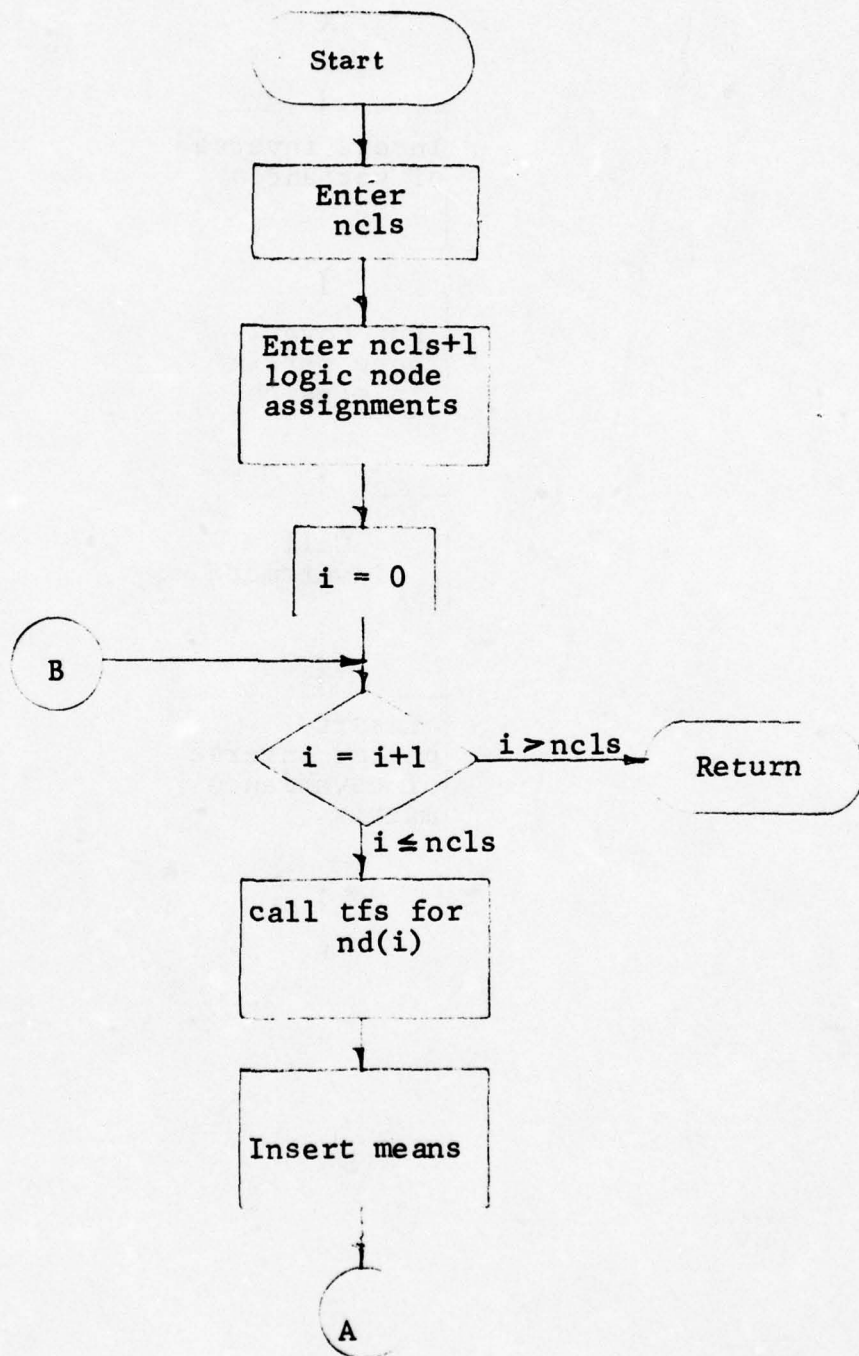 Start
Enter
ncls
Enter ncls+1
logic node
assignments
i = 0
B
i = i+1
i>ncls
Return
i≤ncls
call tfs for
nd(i)
Insert means
A